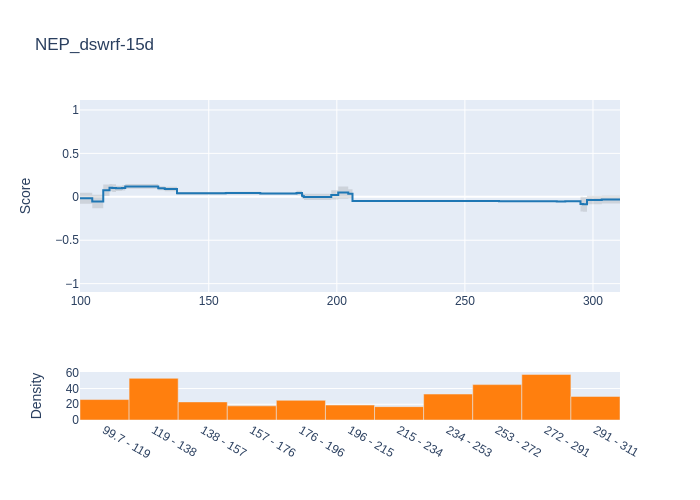 NEP_dswrf-15d
1
0.5
0
−0.5
−1
Score
100
150
200
250
300
60
40
20
0
Density
99.7 - 119
119 - 138
138 - 157
157 - 176
176 - 196
196 - 215
215 - 234
234 - 253
253 - 272
272 - 291
291 - 311